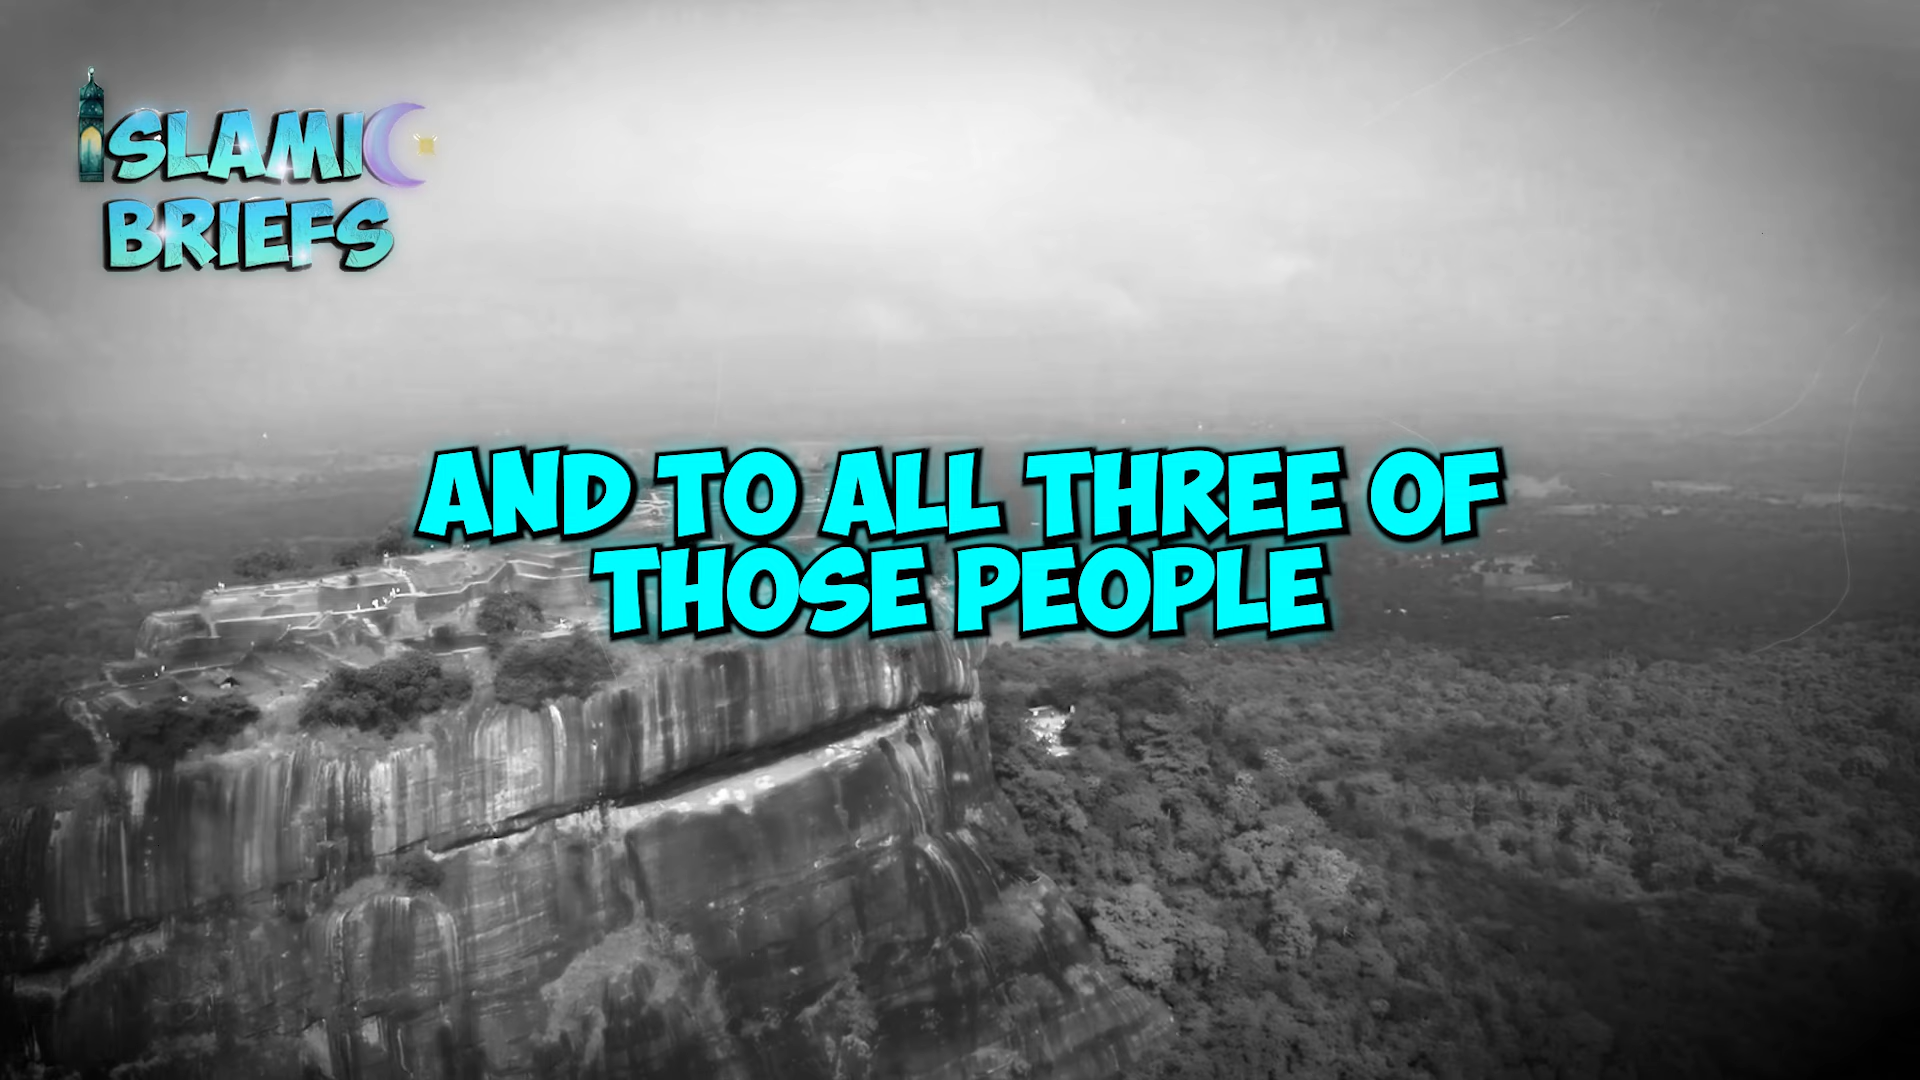 ISLAMIC
BRIEFS
AND TO ALL THREE OF
THOSE PEOPLE